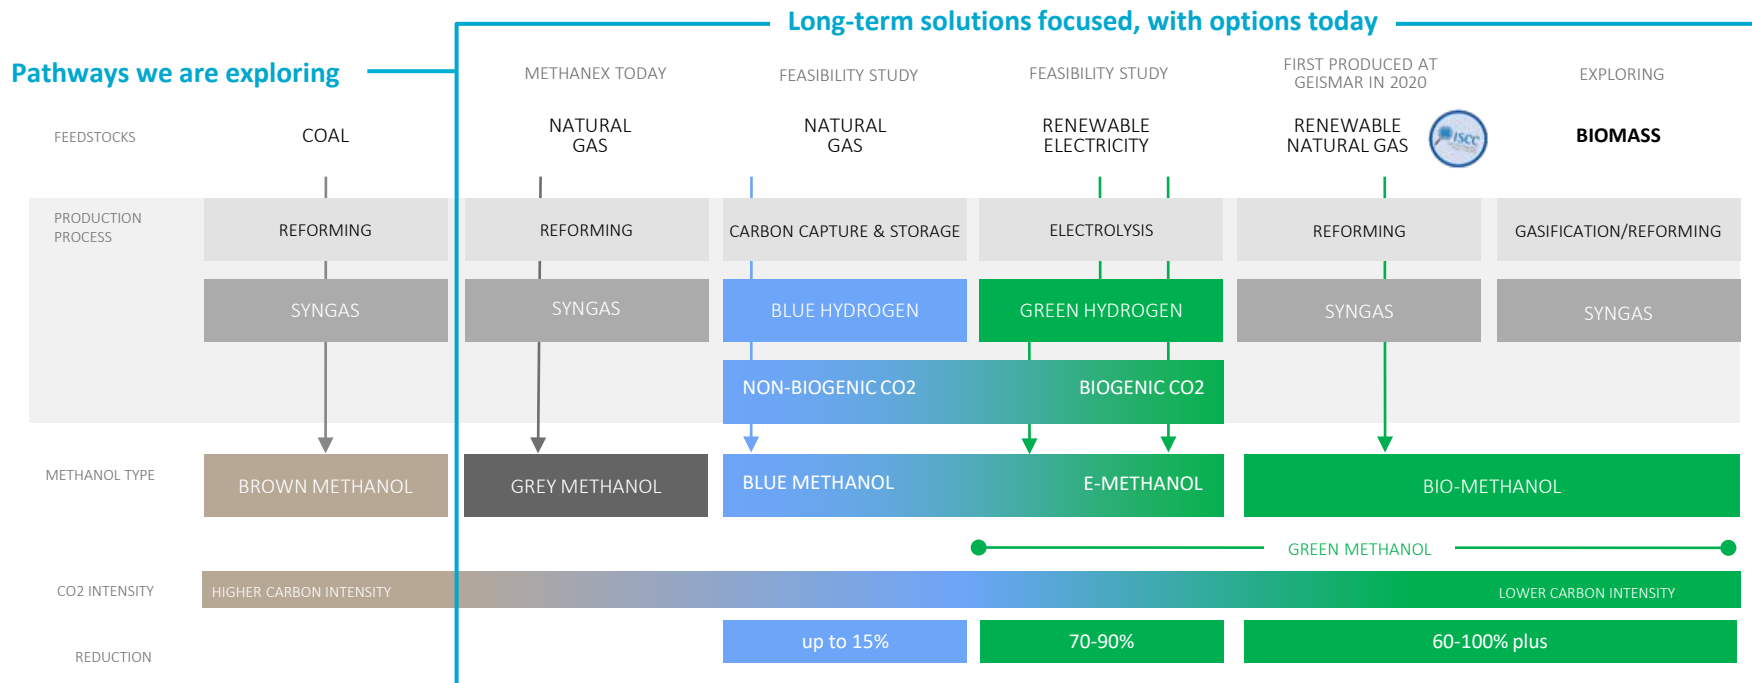 Long-term solutions focused, with options today
Pathways we are exploring
METHANEX TODAY
FEASIBILITY STUDY
FEASIBILITY STUDY
FIRST PRODUCED AT
GEISMAR IN 2020
EXPLORING
FEEDSTOCKS
COAL
NATURAL
GAS
NATURAL
GAS
RENEWABLE
ELECTRICITY
RENEWABLE
NATURAL GAS
ISCC
BIOMASS
PRODUCTION
PROCESS
REFORMING
REFORMING
CARBON CAPTURE & STORAGE
ELECTROLYSIS
REFORMING
GASIFICATION/REFORMING
SYNGAS
SYNGAS
BLUE HYDROGEN
GREEN HYDROGEN
SYNGAS
SYNGAS
NON-BIOGENIC CO2
BIOGENIC CO2
METHANOL TYPE
BROWN METHANOL
GREY METHANOL
BLUE METHANOL
E-METHANOL
BIO-METHANOL
GREEN METHANOL
CO2 INTENSITY
HIGHER CARBON INTENSITY
LOWER CARBON INTENSITY
REDUCTION
up to 15%
70-90%
60-100% plus